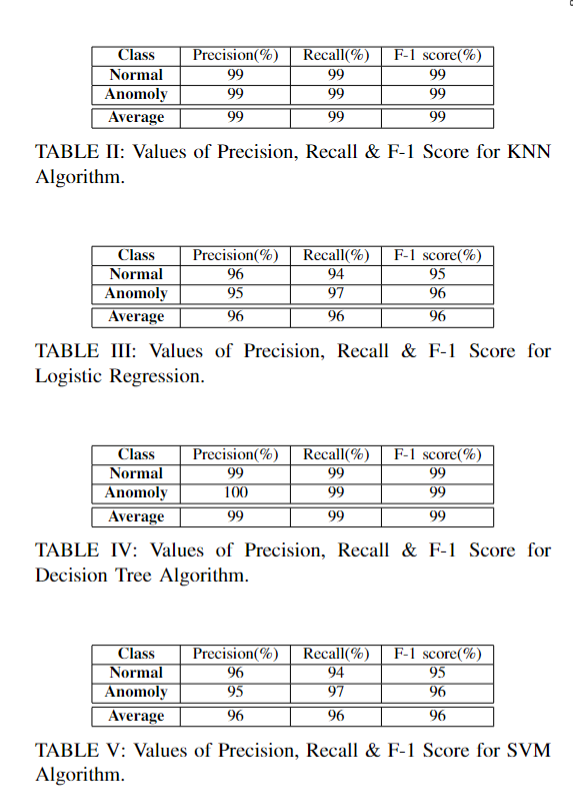 Class Precision(%) Recall(%) F-1 score(%)
Normal 99 99 99
Anomoly 99 99 99
Average 99 99 99
TABLE II: Values of Precision, Recall & F-1 Score for KNN
Algorithm.
Class Precision(%) Recall(%) F-1 score(%)
Normal 96 94 95
Anomoly 95 97 96
Average 96 96 96
TABLE III: Values of Precision, Recall & F-1 Score for
Logistic Regression.
Class Precision(%) Recall(%) F-1 score(%)
Normal 99 99 99
Anomoly 100 99 99
Average 99 99 99
TABLE IV: Values of Precision, Recall & F-1 Score for
Decision Tree Algorithm.
Class Precision(%) Recall(%) F-1 score(%)
Normal 96 94 95
Anomoly 95 97 96
Average 96 96 96
TABLE V: Values of Precision, Recall & F-1 Score for SVM
Algorithm.